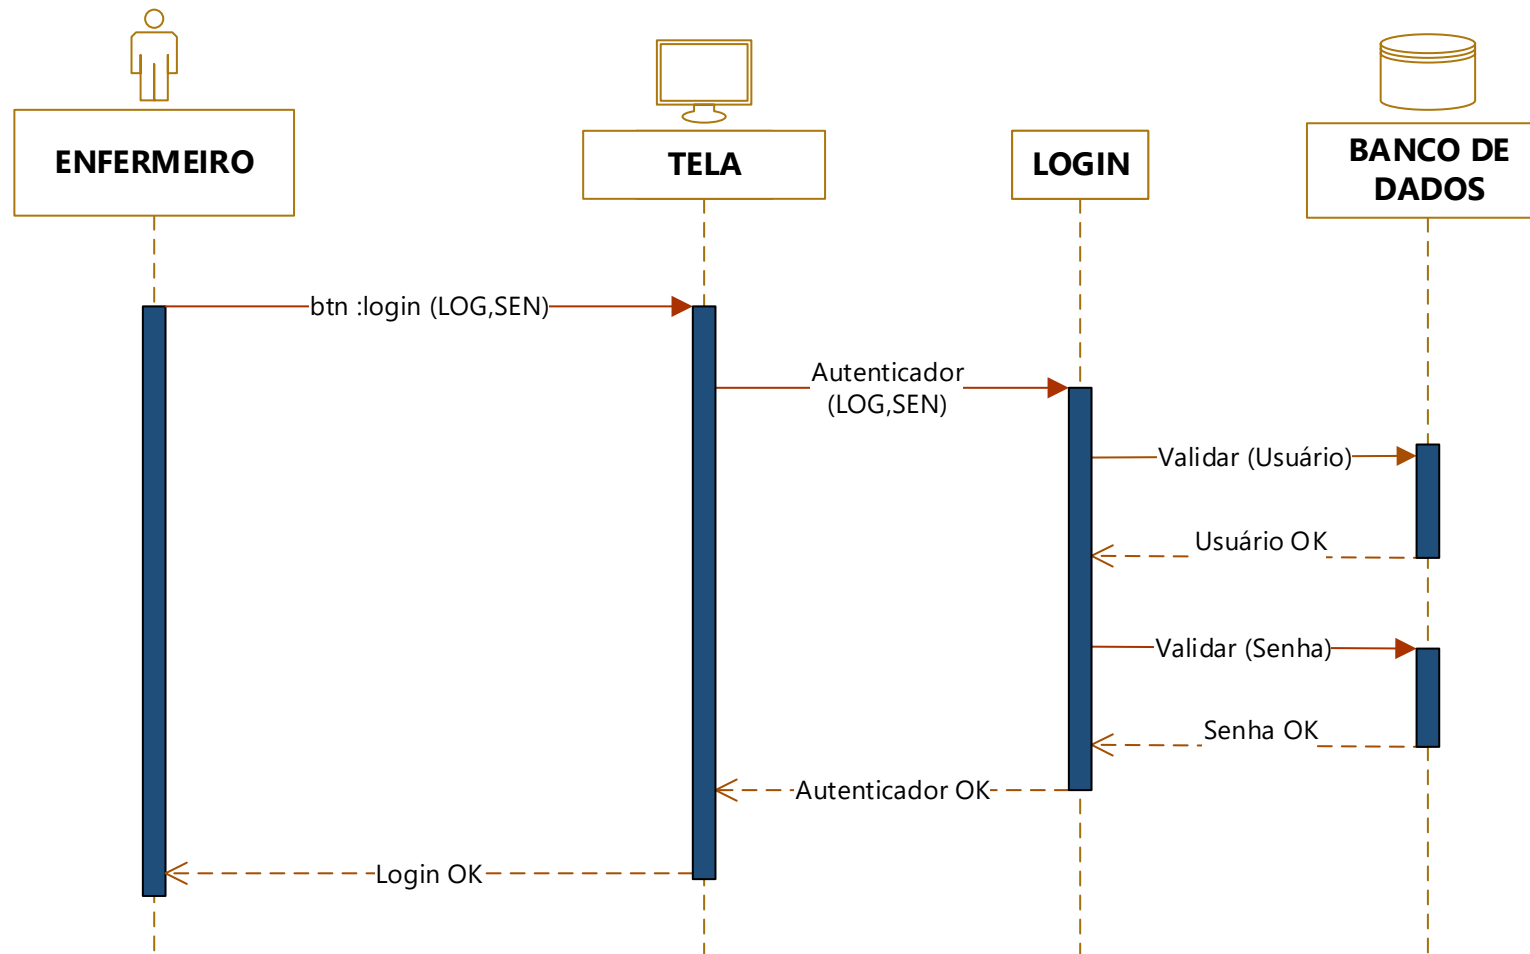 ENFERMEIRO
TELA
LOGIN
BANCO DE
DADOS
btn :login (LOG,SEN)
Autenticador
(LOG,SEN)
Validar (Usuário)
Usuário OK
Validar (Senha)
Senha OK
Autenticador OK
Login OK